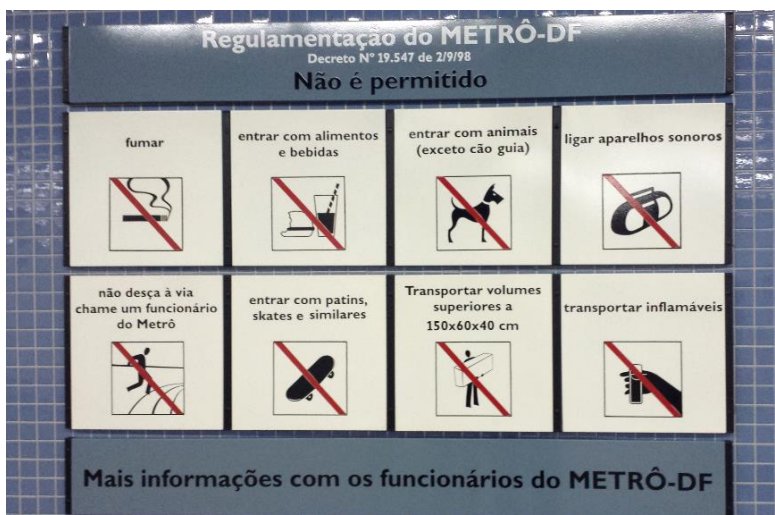 Regulamentação do METRÔ-DF
Decreto Nº 19.547 de 2/9/98
Não é permitido
fumar
entrar com alimentos
e bebidas
entrar com animais
(exceto cão guia)
ligar aparelhos sonoros
não desça à via
chame um funcionário
do Metrô
entrar com patins,
skates e similares
Transportar volumes
superiores a
150x60x40 cm
transportar inflamáveis
Mais informações com os funcionários do METRÔ-DF